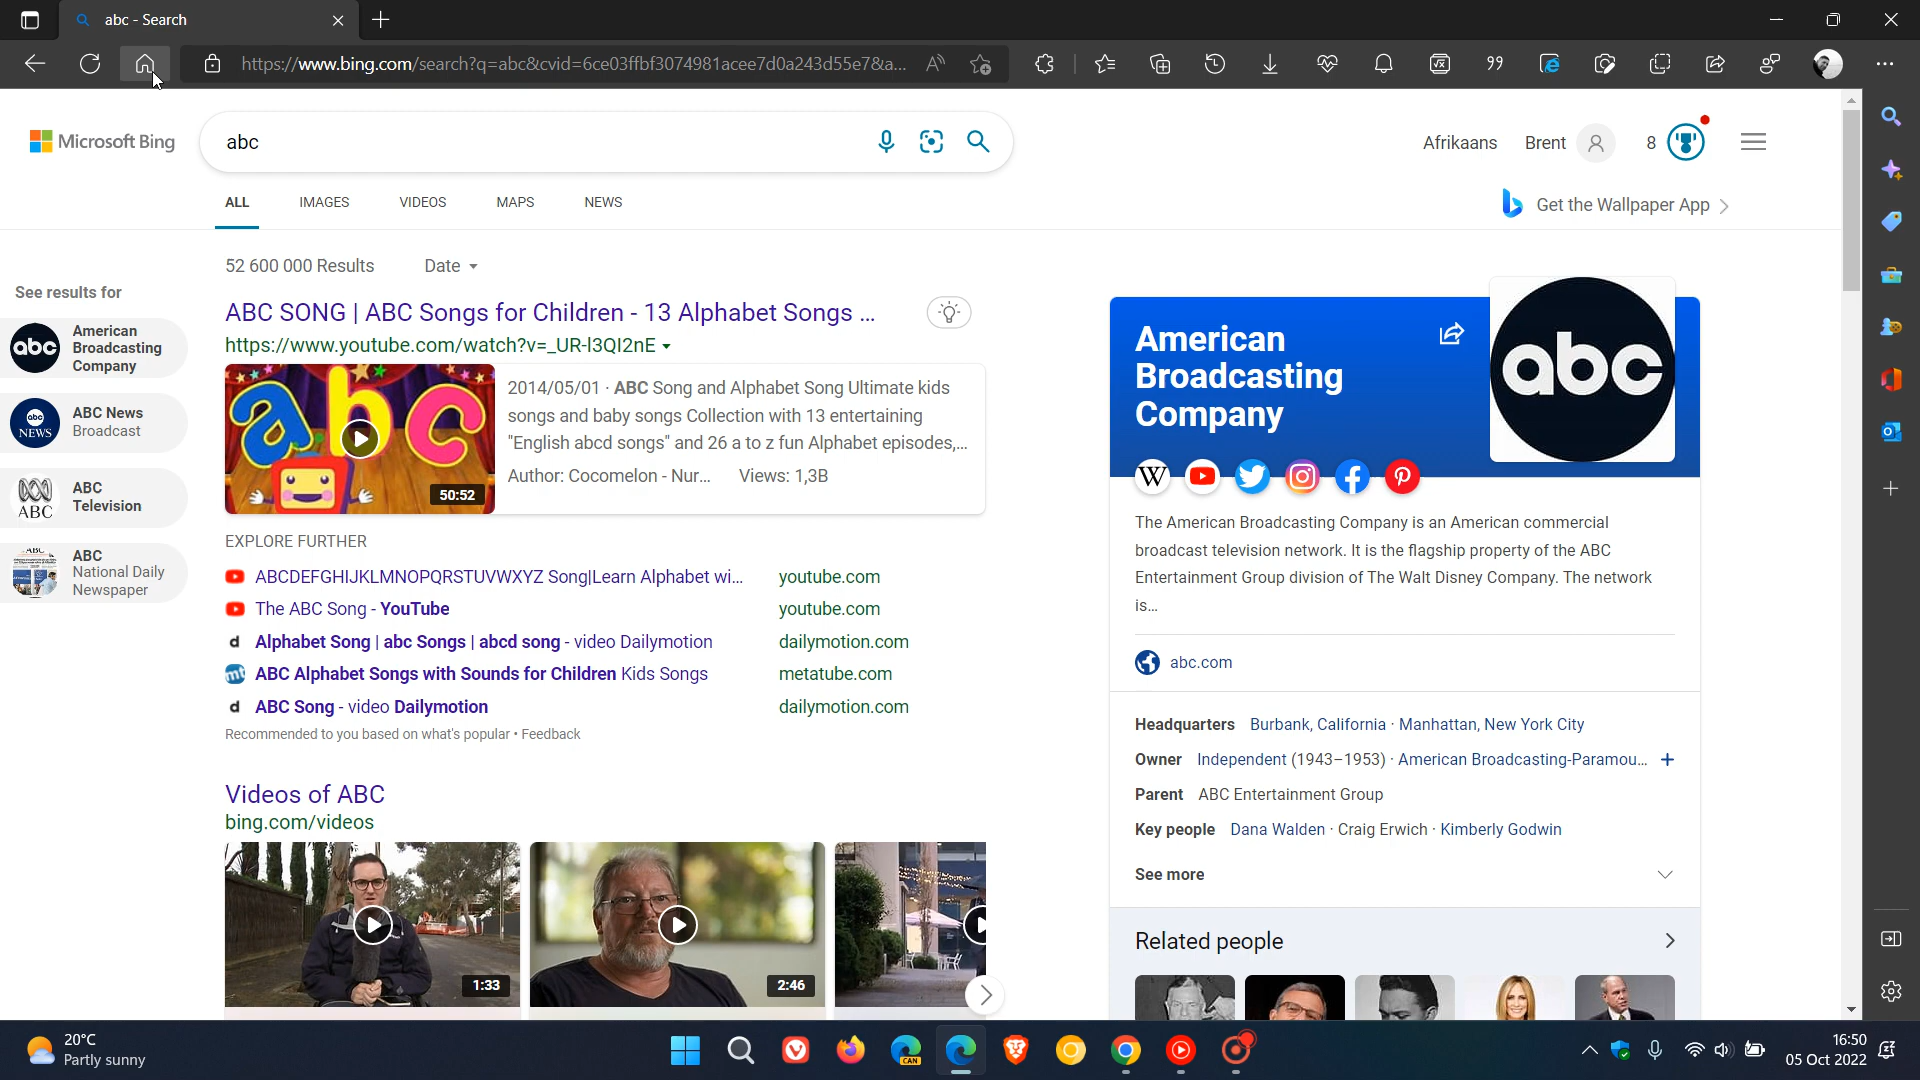 abc - Search
https://www.bing.com/search?q=abc&cvid=6ce03ffbf3074981acee7d0a243d55e7&a...
Microsoft Bing
abc
Afrikaans
Brent
8
ALL
IMAGES
VIDEOS
MAPS
NEWS
Get the Wallpaper App
52 600 000 Results
Date
See results for
abc
American
Broadcasting
Company
abc
NEWS
ABC News
Broadcast
ABC
ABC
Television
ABC
ABC
National Daily
Newspaper
ABC SONG | ABC Songs for Children - 13 Alphabet Songs ...
https://www.youtube.com/watch?v=_UR-l3QI2nE
abc
50:52
2014/05/01 · ABC Song and Alphabet Song Ultimate kids
songs and baby songs Collection with 13 entertaining
"English abcd songs" and 26 a to z fun Alphabet episodes,...
Author: Cocomelon - Nur...
Views: 1,3B
EXPLORE FURTHER
ABCDEFGHIJKLMNOPQRSTUVWXYZ Song|Learn Alphabet wi...
youtube.com
The ABC Song - YouTube
youtube.com
d
Alphabet Song | abc Songs | abcd song - video Dailymotion
dailymotion.com
mt
ABC Alphabet Songs with Sounds for Children Kids Songs
metatube.com
d
ABC Song - video Dailymotion
dailymotion.com
Recommended to you based on what's popular • Feedback
Videos of ABC
bing.com/videos
1:33
2:46
American
Broadcasting
Company
abc
W
The American Broadcasting Company is an American commercial
broadcast television network. It is the flagship property of the ABC
Entertainment Group division of The Walt Disney Company. The network
is...
abc.com
Headquarters Burbank, California · Manhattan, New York City
Owner Independent (1943–1953) · American Broadcasting-Paramou...
Parent ABC Entertainment Group
Key people Dana Walden · Craig Erwich · Kimberly Godwin
See more
Related people
20°C
Partly sunny
CAN
16:50
05 Oct 2022